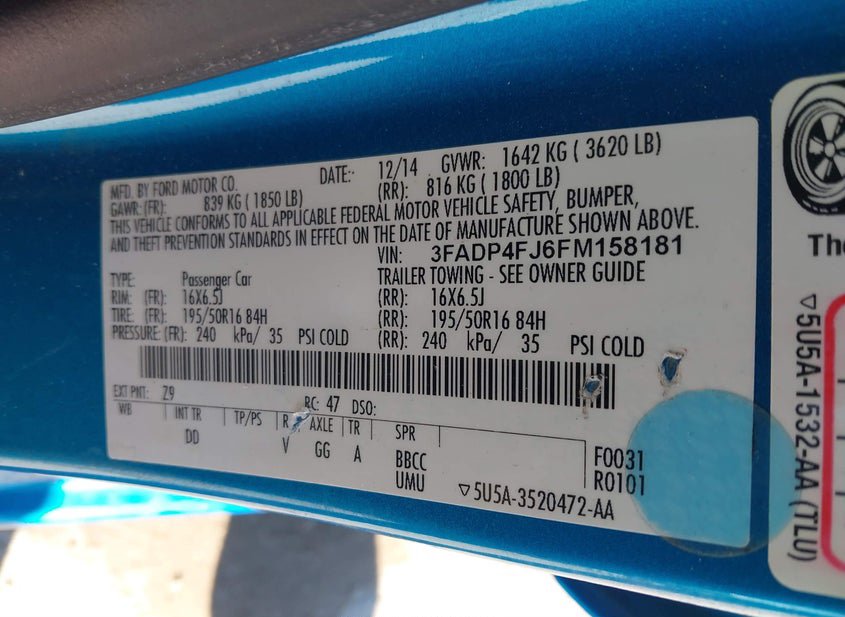 MFD. BY FORD MOTOR CO. DATE: 12/14 GVWR: 1642 KG ( 3620 LB)
GAWR: (FR): 839 KG ( 1850 LB) (RR): 816 KG ( 1800 LB)
THIS VEHICLE CONFORMS TO ALL APPLICABLE FEDERAL MOTOR VEHICLE SAFETY, BUMPER,
AND THEFT PREVENTION STANDARDS IN EFFECT ON THE DATE OF MANUFACTURE SHOWN ABOVE.
VIN: 3FADP4FJ6FM158181
TYPE: Passenger Car TRAILER TOWING - SEE OWNER GUIDE
RIM: (FR): 16X6.5J (RR): 16X6.5J
TIRE: (FR): 195/50R16 84H (RR): 195/50R16 84H
PRESSURE: (FR): 240 kPa/ 35 PSI COLD (RR): 240 kPa/ 35 PSI COLD
EXT PNT: Z9 RC: 47 DSO:
WB INT TR TP/PS R AXLE TR SPR
DD V GG A BBCC F0031
UMU R0101
▽5U5A-3520472-AA
The
▽5U5A-1532-AA (TLU)